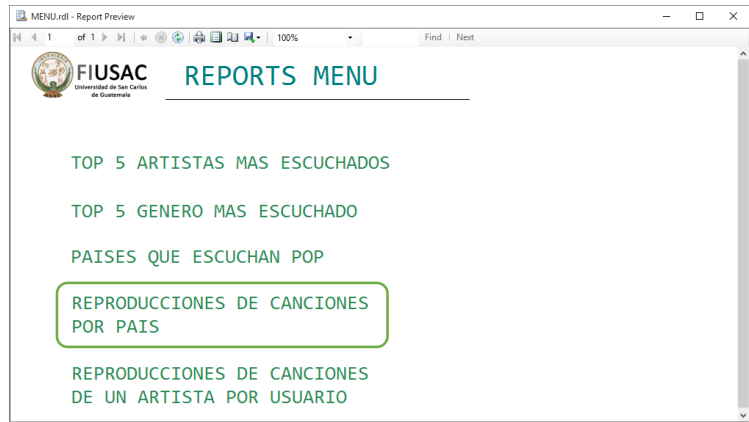 MENU.rdl - Report Preview
1 of 1 100% Find | Next
FIUSAC
Universidad de San Carlos
de Guatemala
REPORTS MENU
TOP 5 ARTISTAS MAS ESCUCHADOS
TOP 5 GENERO MAS ESCUCHADO
PAISES QUE ESCUCHAN POP
REPRODUCCIONES DE CANCIONES
POR PAIS
REPRODUCCIONES DE CANCIONES
DE UN ARTISTA POR USUARIO